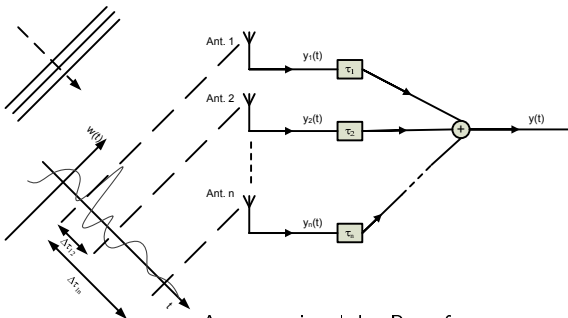 Ant. 1
y1(t)
τ1
Ant. 2
y2(t)
τ2
+
y(t)
w(t)
Ant. n
yn(t)
τn
Δτ12
Δτ1n
t